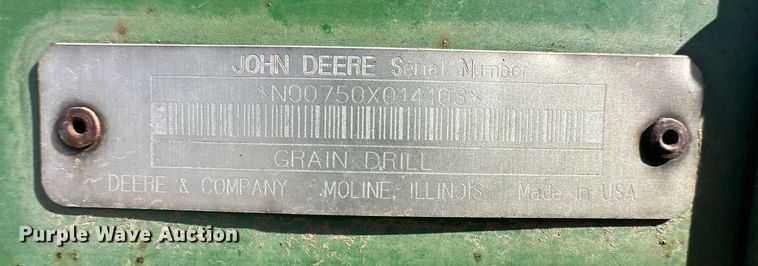 JOHN DEERE Serial Number
*N00750X014103*
GRAIN DRILL
DEERE & COMPANY MOLINE, ILLINOIS Made in USA
Purple Wave Auction